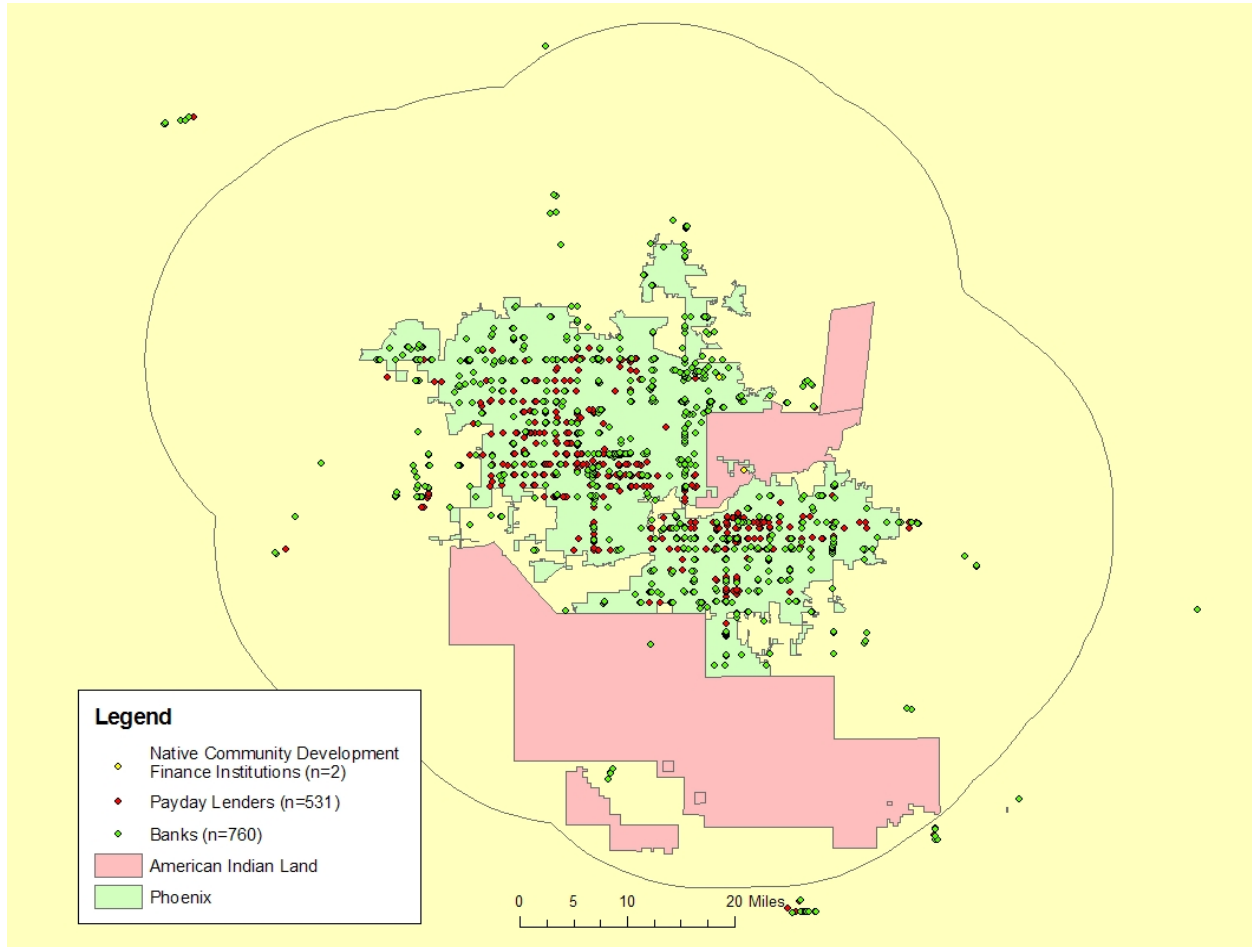 Legend
Native Community Development
Finance Institutions (n=2)
Payday Lenders (n=531)
Banks (n=760)
American Indian Land
Phoenix
0 5 10 20 Miles